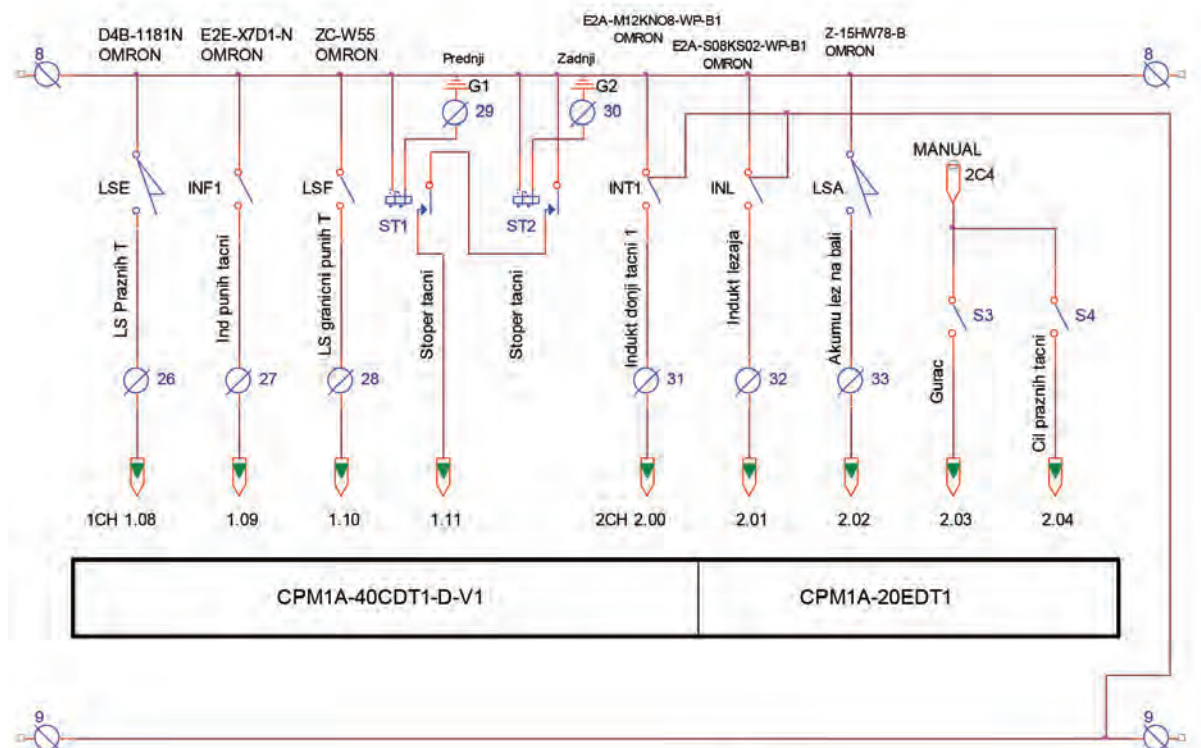 D4B-1181N
OMRON
E2E-X7D1-N
OMRON
ZC-W55
OMRON
Prednji
Zadnji
E2A-M12KNO8-WP-B1
OMRON
E2A-S08KS02-WP-B1
OMRON
Z-15HW78-B
OMRON
8
8
G1
29
G2
30
LSE
INF1
LSF
ST1
ST2
INT1
INL
LSA
MANUAL
2C4
S3
S4
LS Praznih T
Ind punih tacni
LS granicni punih T
Stoper tacni
Stoper tacni
Indukt donji tacni 1
Indukt lezaja
Akumu lez na bali
Gurac
Cil praznih tacni
26
27
28
31
32
33
1CH 1.08
1.09
1.10
1.11
2CH 2.00
2.01
2.02
2.03
2.04
CPM1A-40CDT1-D-V1
CPM1A-20EDT1
9
9